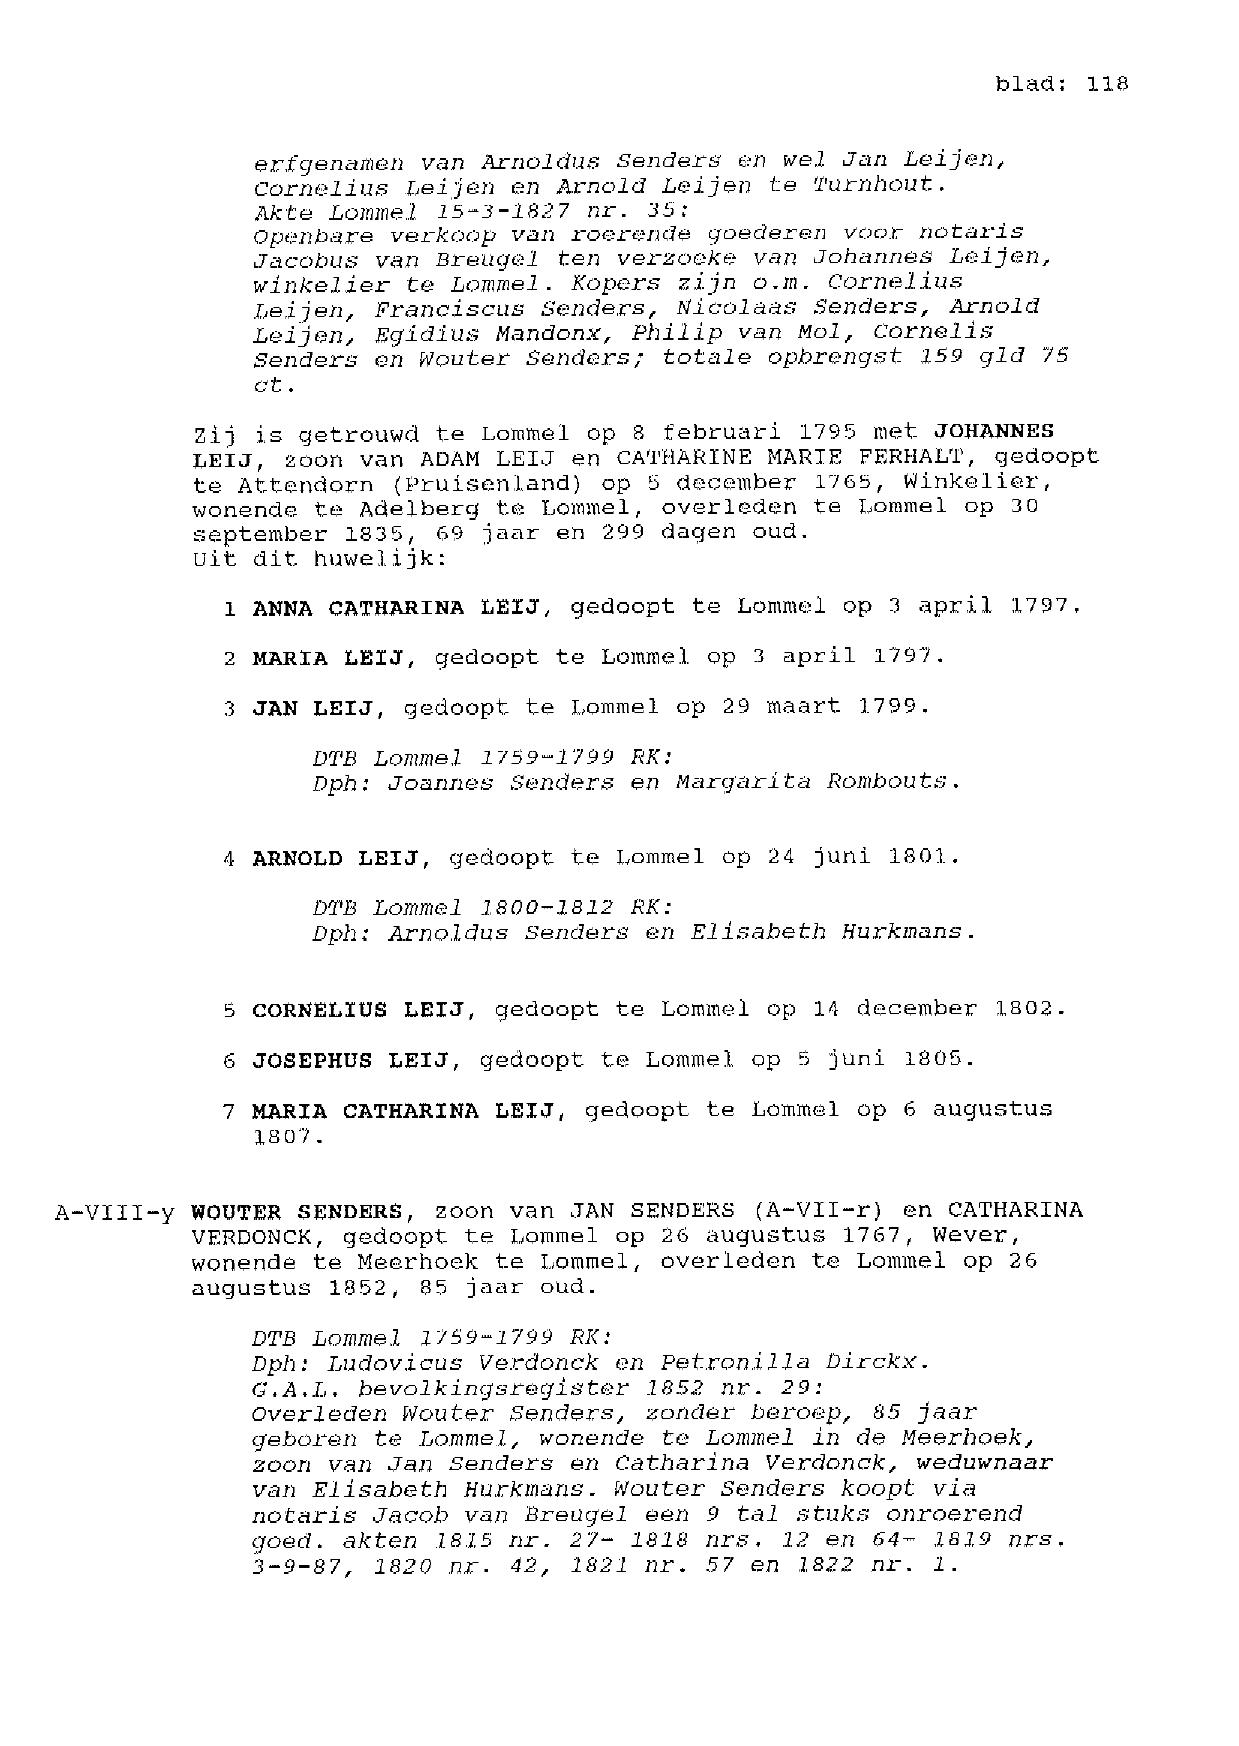 blad: 118
erfgenamen van Arnoldus Senders en wel Jan Leijen,
Cornelius Leijen en Arnold Leijen te Turnhout.
Akte Lommel 15-3-1827 nr. 35:
Openbare verkoop van roerende goederen voor notaris
Jacobus van Breugel ten verzoeke van Johannes Leijen,
winkelier te Lommel. Kopers zijn o.m. Cornelius
Leijen, Franciscus Senders, Nicolaas Senders, Arnold
Leijen, Egidius Mandonx, Philip van Mol, Cornelis
Senders en Wouter Senders; totale opbrengst 159 gld 75
ct.
Zij is getrouwd te Lommel op 8 februari 1795 met JOHANNES
LEIJ, zoon van ADAM LEIJ en CATHARINE MARIE FERHALT, gedoopt
te Attendorn (Pruisenland) op 5 december 1765, Winkelier,
wonende te Adelberg te Lommel, overleden te Lommel op 30
september 1835, 69 jaar en 299 dagen oud.
Uit dit huwelijk:
1 ANNA CATHARINA LEIJ, gedoopt te Lommel op 3 april 1797.
2 MARIA LEIJ, gedoopt te Lommel op 3 april 1797.
3 JAN LEIJ, gedoopt te Lommel op 29 maart 1799.
DTB Lommel 1759-1799 RK:
Dph: Joannes Senders en Margarita Rombouts.
4 ARNOLD LEIJ, gedoopt te Lommel op 24 juni 1801.
DTB Lommel 1800-1812 RK:
Dph: Arnoldus Senders en Elisabeth Hurkmans.
5 CORNELIUS LEIJ, gedoopt te Lommel op 14 december 1802.
6 JOSEPHUS LEIJ, gedoopt te Lommel op 5 juni 1805.
7 MARIA CATHARINA LEIJ, gedoopt te Lommel op 6 augustus
1807.
A-VIII-y WOUTER SENDERS, zoon van JAN SENDERS (A-VII-r) en CATHARINA
VERDONCK, gedoopt te Lommel op 26 augustus 1767, Wever,
wonende te Meerhoek te Lommel, overleden te Lommel op 26
augustus 1852, 85 jaar oud.
DTB Lommel 1759-1799 RK:
Dph: Ludovicus Verdonck en Petronilla Dirckx.
G.A.L. bevolkingsregister 1852 nr. 29:
Overleden Wouter Senders, zonder beroep, 85 jaar
geboren te Lommel, wonende te Lommel in de Meerhoek,
zoon van Jan Senders en Catharina Verdonck, weduwnaar
van Elisabeth Hurkmans. Wouter Senders koopt via
notaris Jacob van Breugel een 9 tal stuks onroerend
goed. akten 1815 nr. 27- 1818 nrs. 12 en 64- 1819 nrs.
3-9-87, 1820 nr. 42, 1821 nr. 57 en 1822 nr. 1.